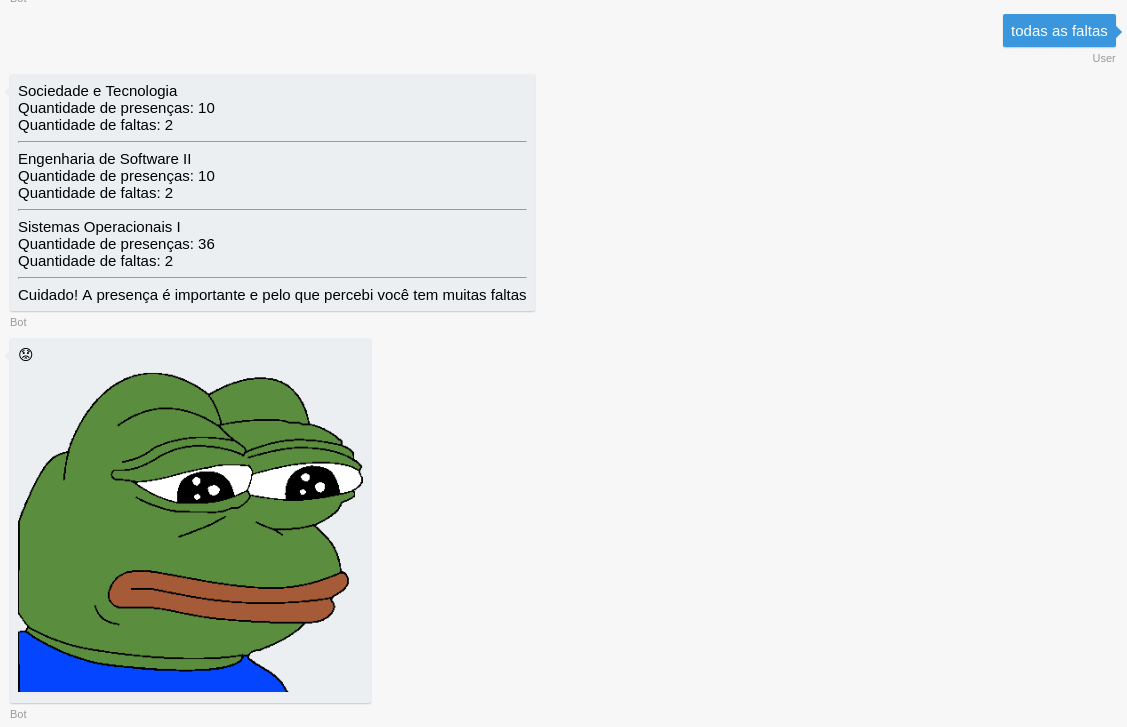 Bot
todas as faltas
User
Sociedade e Tecnologia
Quantidade de presenças: 10
Quantidade de faltas: 2
Engenharia de Software II
Quantidade de presenças: 10
Quantidade de faltas: 2
Sistemas Operacionais I
Quantidade de presenças: 36
Quantidade de faltas: 2
Cuidado! A presença é importante e pelo que percebi você tem muitas faltas
Bot
😟
Bot